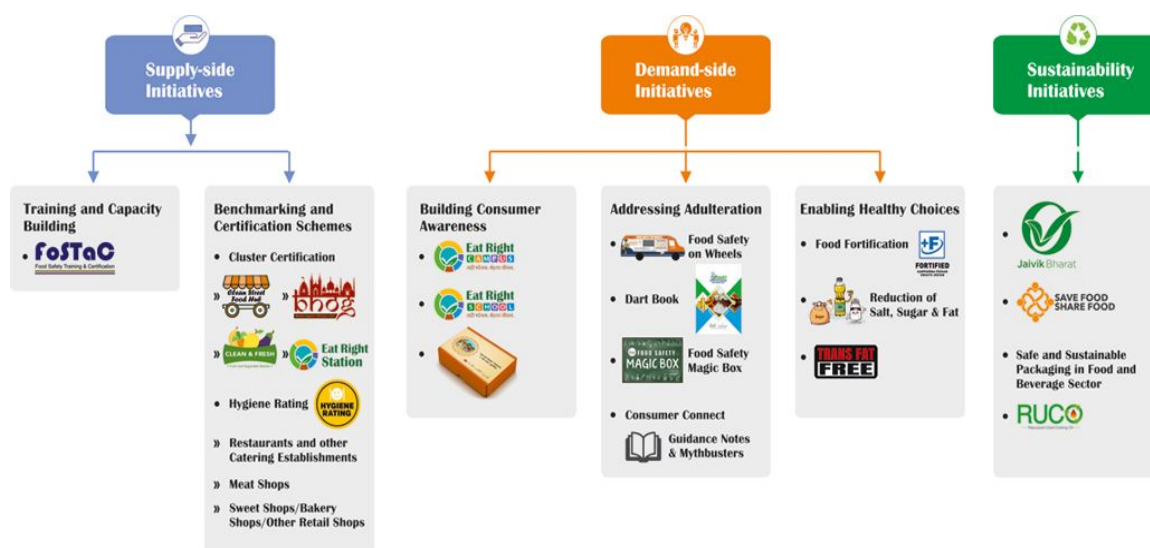 Supply-side
Initiatives
Demand-side
Initiatives
Sustainability
Initiatives
Training and Capacity
Building
FoSTaC
Food Safety Training & Certification
Benchmarking and
Certification Schemes
Cluster Certification
Clean Street
Food Hub
bhog
CLEAN & FRESH
Eat Right
Station
Hygiene Rating
HYGIENE
RATING
Restaurants and other
Catering Establishments
Meat Shops
Sweet Shops/Bakery
Shops/Other Retail Shops
Building Consumer
Awareness
Eat Right
CAMPUS
Eat Right
SCHOOL
Addressing Adulteration
Food Safety
on Wheels
Dart Book
FOOD SAFETY
MAGIC BOX
Food Safety
Magic Box
Consumer Connect
Guidance Notes
& Mythbusters
Enabling Healthy Choices
Food Fortification
+F
FORTIFIED
Sugar
Reduction of
Salt, Sugar & Fat
TRANS FAT
FREE
Jaivik Bharat
SAVE FOOD
SHARE FOOD
Safe and Sustainable
Packaging in Food and
Beverage Sector
RUCO